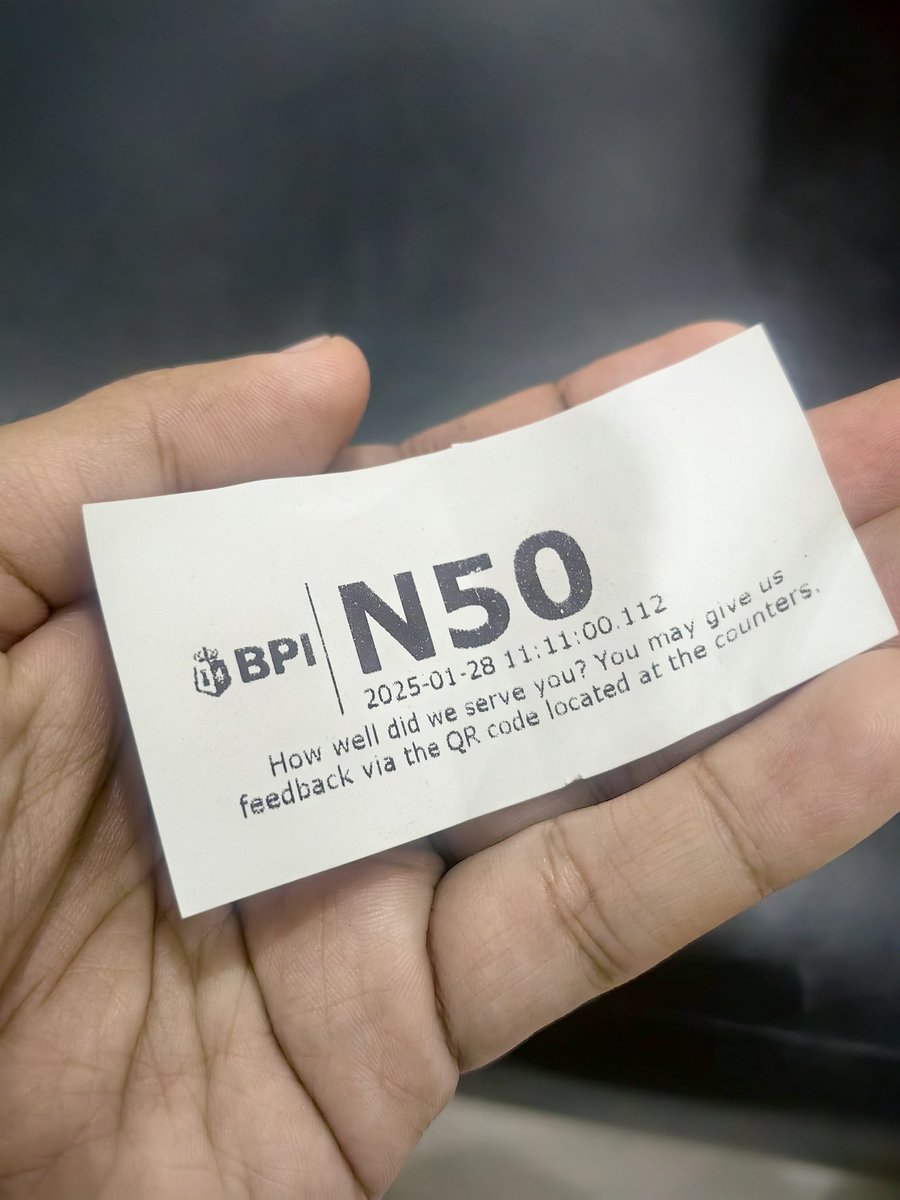 BPI
N50
2025-01-28 11:11:00.112
How well did we serve you? You may give us
feedback via the QR code located at the counters.